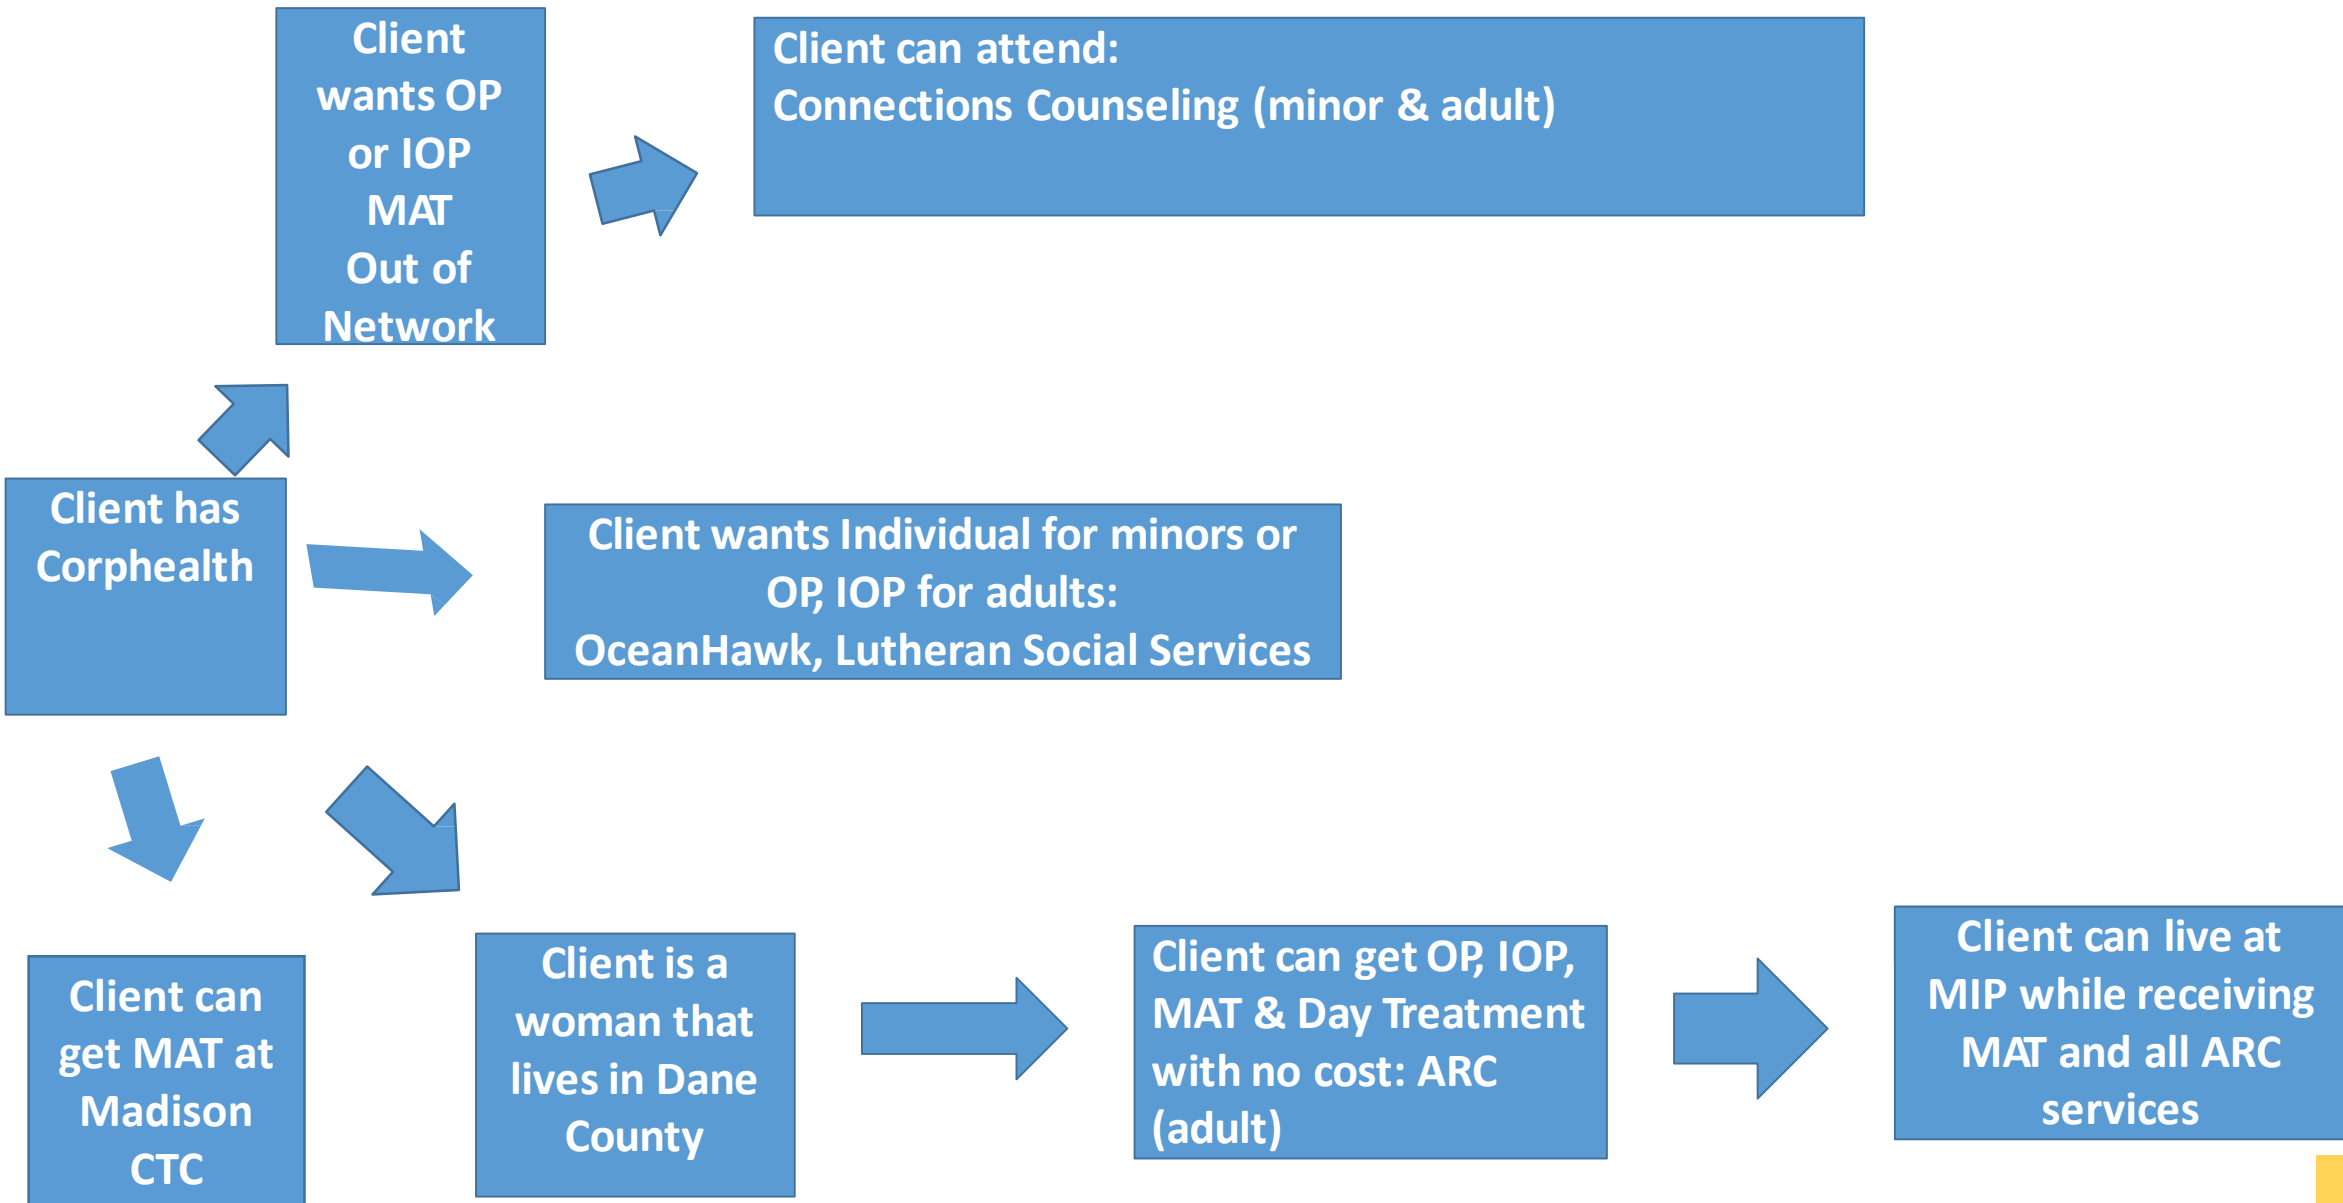 Client
wants OP
or IOP
MAT
Out of
Network
Client can attend:
Connections Counseling (minor & adult)
Client has
Corphealth
Client wants Individual for minors or
OP, IOP for adults:
OceanHawk, Lutheran Social Services
Client can
get MAT at
Madison
CTC
Client is a
woman that
lives in Dane
County
Client can get OP, IOP,
MAT & Day Treatment
with no cost: ARC
(adult)
Client can live at
MIP while receiving
MAT and all ARC
services